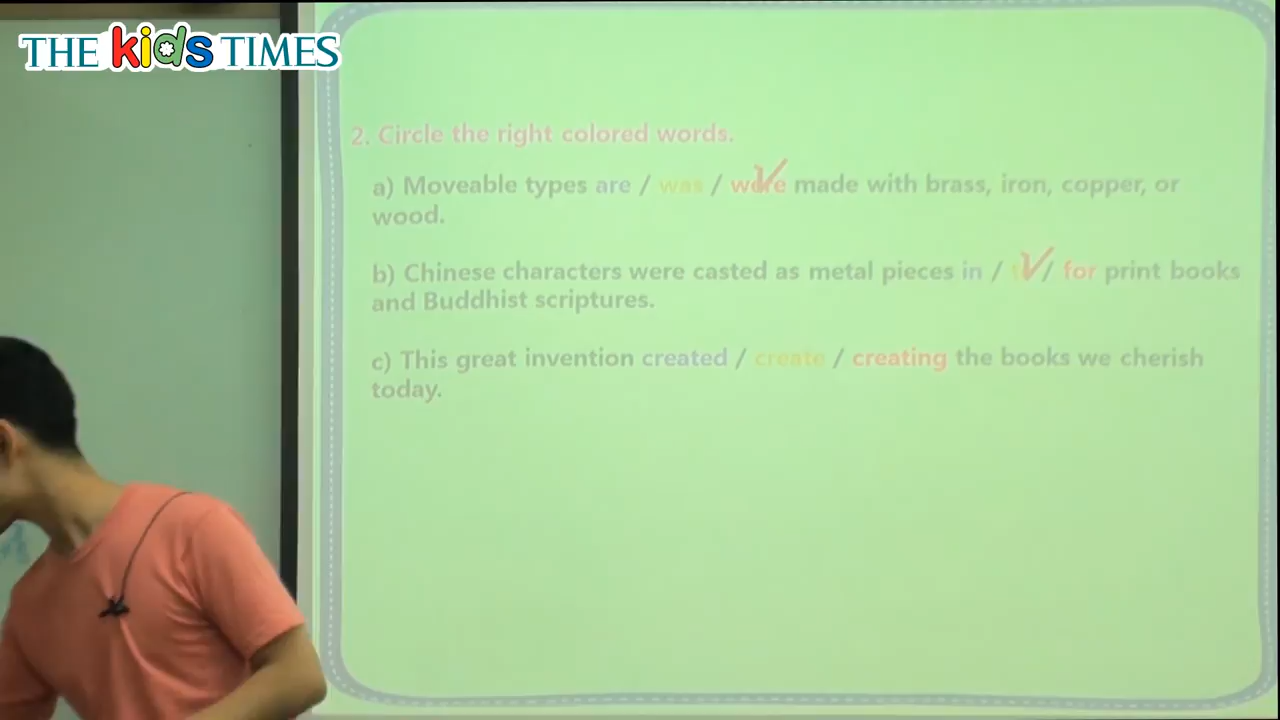 THE kids TIMES
2. Circle the right colored words.
a) Moveable types are / was / were made with brass, iron, copper, or
wood.
b) Chinese characters were casted as metal pieces in / / for print books
and Buddhist scriptures.
c) This great invention created / create / creating the books we cherish
today.